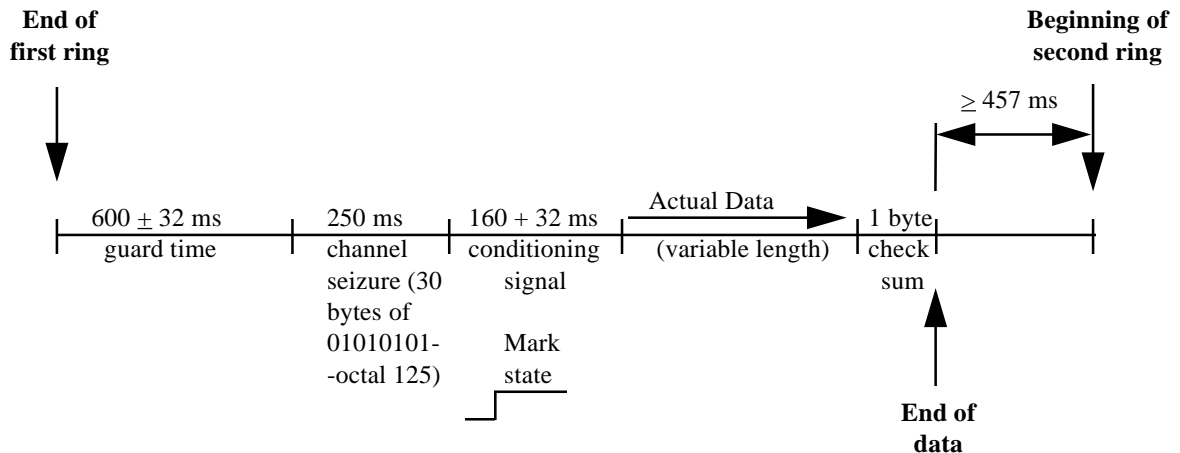 End of
first ring
Beginning of
second ring
≥ 457 ms
600 ± 32 ms
guard time
250 ms
channel
seizure (30
bytes of
01010101-
-octal 125)
160 + 32 ms
conditioning
signal
Mark
state
Actual Data
(variable length)
1 byte
check
sum
End of
data